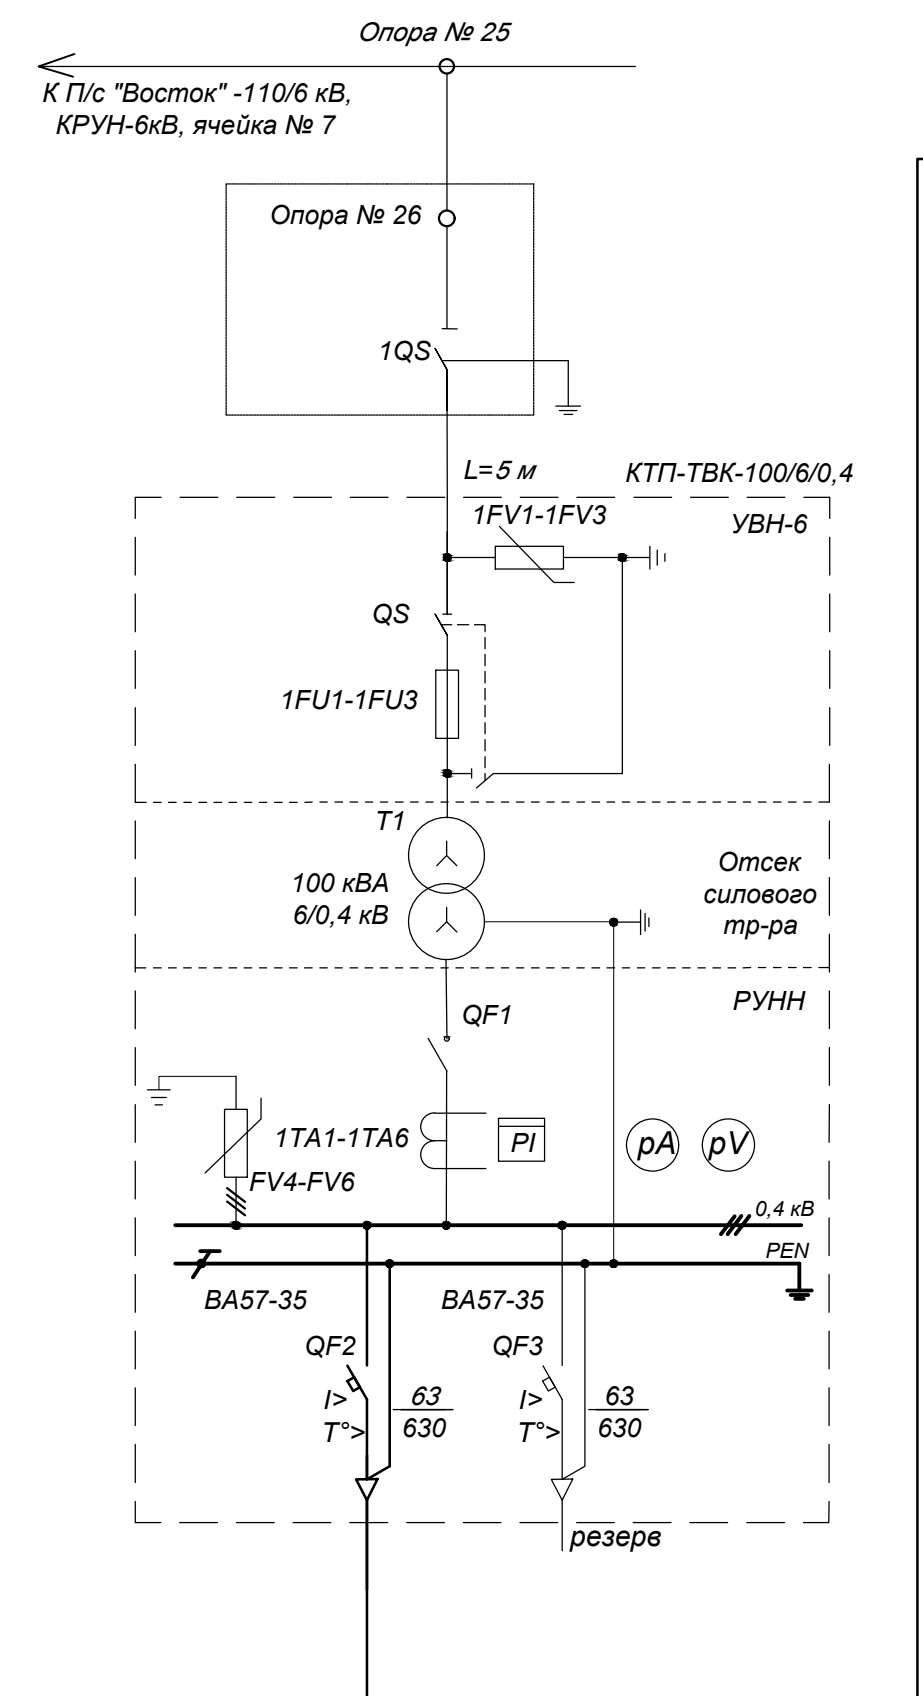 Опора № 25
К П/с "Восток" -110/6 кВ,
КРУН-6кВ, ячейка № 7
Опора № 26
1QS
L=5 м
КТП-ТВК-100/6/0,4
1FV1-1FV3
УВН-6
QS
1FU1-1FU3
Т1
100 кВА
6/0,4 кВ
Отсек
силового
тр-ра
РУНН
QF1
1ТА1-1ТА6
PI
pA
pV
FV4-FV6
0,4 кВ
PEN
ВА57-35
ВА57-35
QF2
QF3
I>
63
I>
63
Т°>
630
Т°>
630
резерв